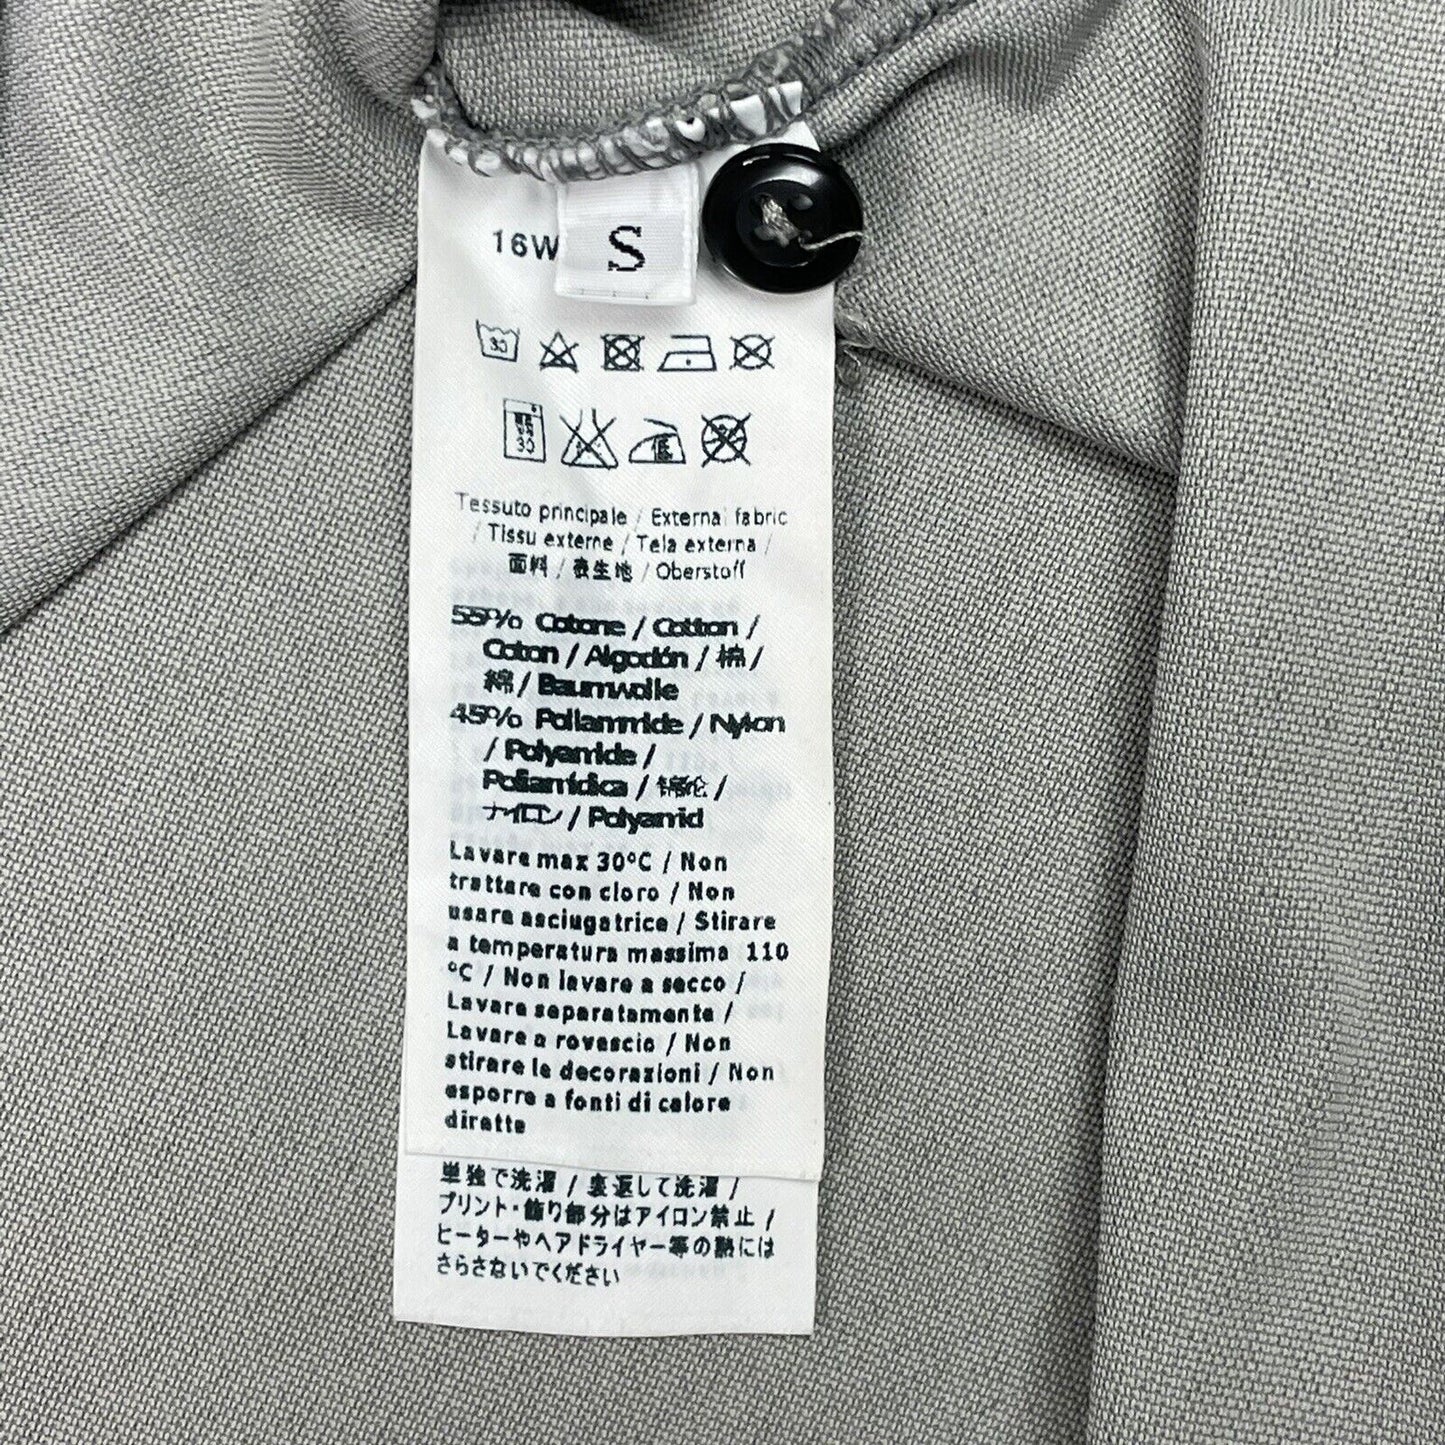 16W
S
30
30
低
Tessuto principale / External fabric
/ Tissu externe / Tela externa /
面料 / 表生地 / Oberstoff
55% Cotone / Cotton /
Coton / Algodón / 棉 /
綿 / Baumwolle
45% Poliammide / Nylon
/ Polyamide /
Poliamídica / 锦纶 /
ナイロン / Polyamid
Lavare max 30°C / Non
trattare con cloro / Non
usare asciugatrice / Stirare
a temperatura massima 110
°C / Non lavare a secco /
Lavare separatamente /
Lavare a rovescio / Non
stirare le decorazioni / Non
esporre a fonti di calore
dirette
単独で洗濯 / 裏返して洗濯 /
プリント・飾り部分はアイロン禁止 /
ヒーターやヘアドライヤー等の熱には
さらさないでください